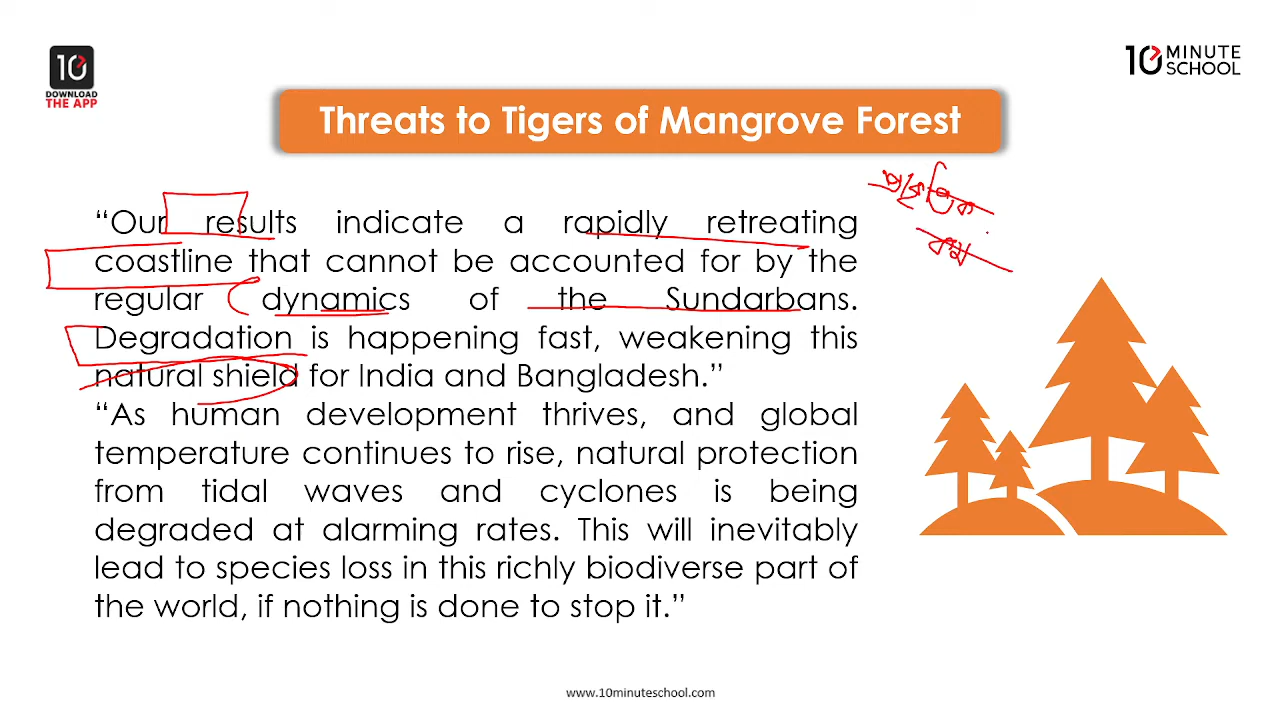 10
DOWNLOAD
THE APP
10 MINUTE
SCHOOL
Threats to Tigers of Mangrove Forest
“Our results indicate a rapidly retreating
coastline that cannot be accounted for by the
regular dynamics of the Sundarbans.
Degradation is happening fast, weakening this
natural shield for India and Bangladesh.”
“As human development thrives, and global
temperature continues to rise, natural protection
from tidal waves and cyclones is being
degraded at alarming rates. This will inevitably
lead to species loss in this richly biodiverse part of
the world, if nothing is done to stop it.”
www.10minuteschool.com